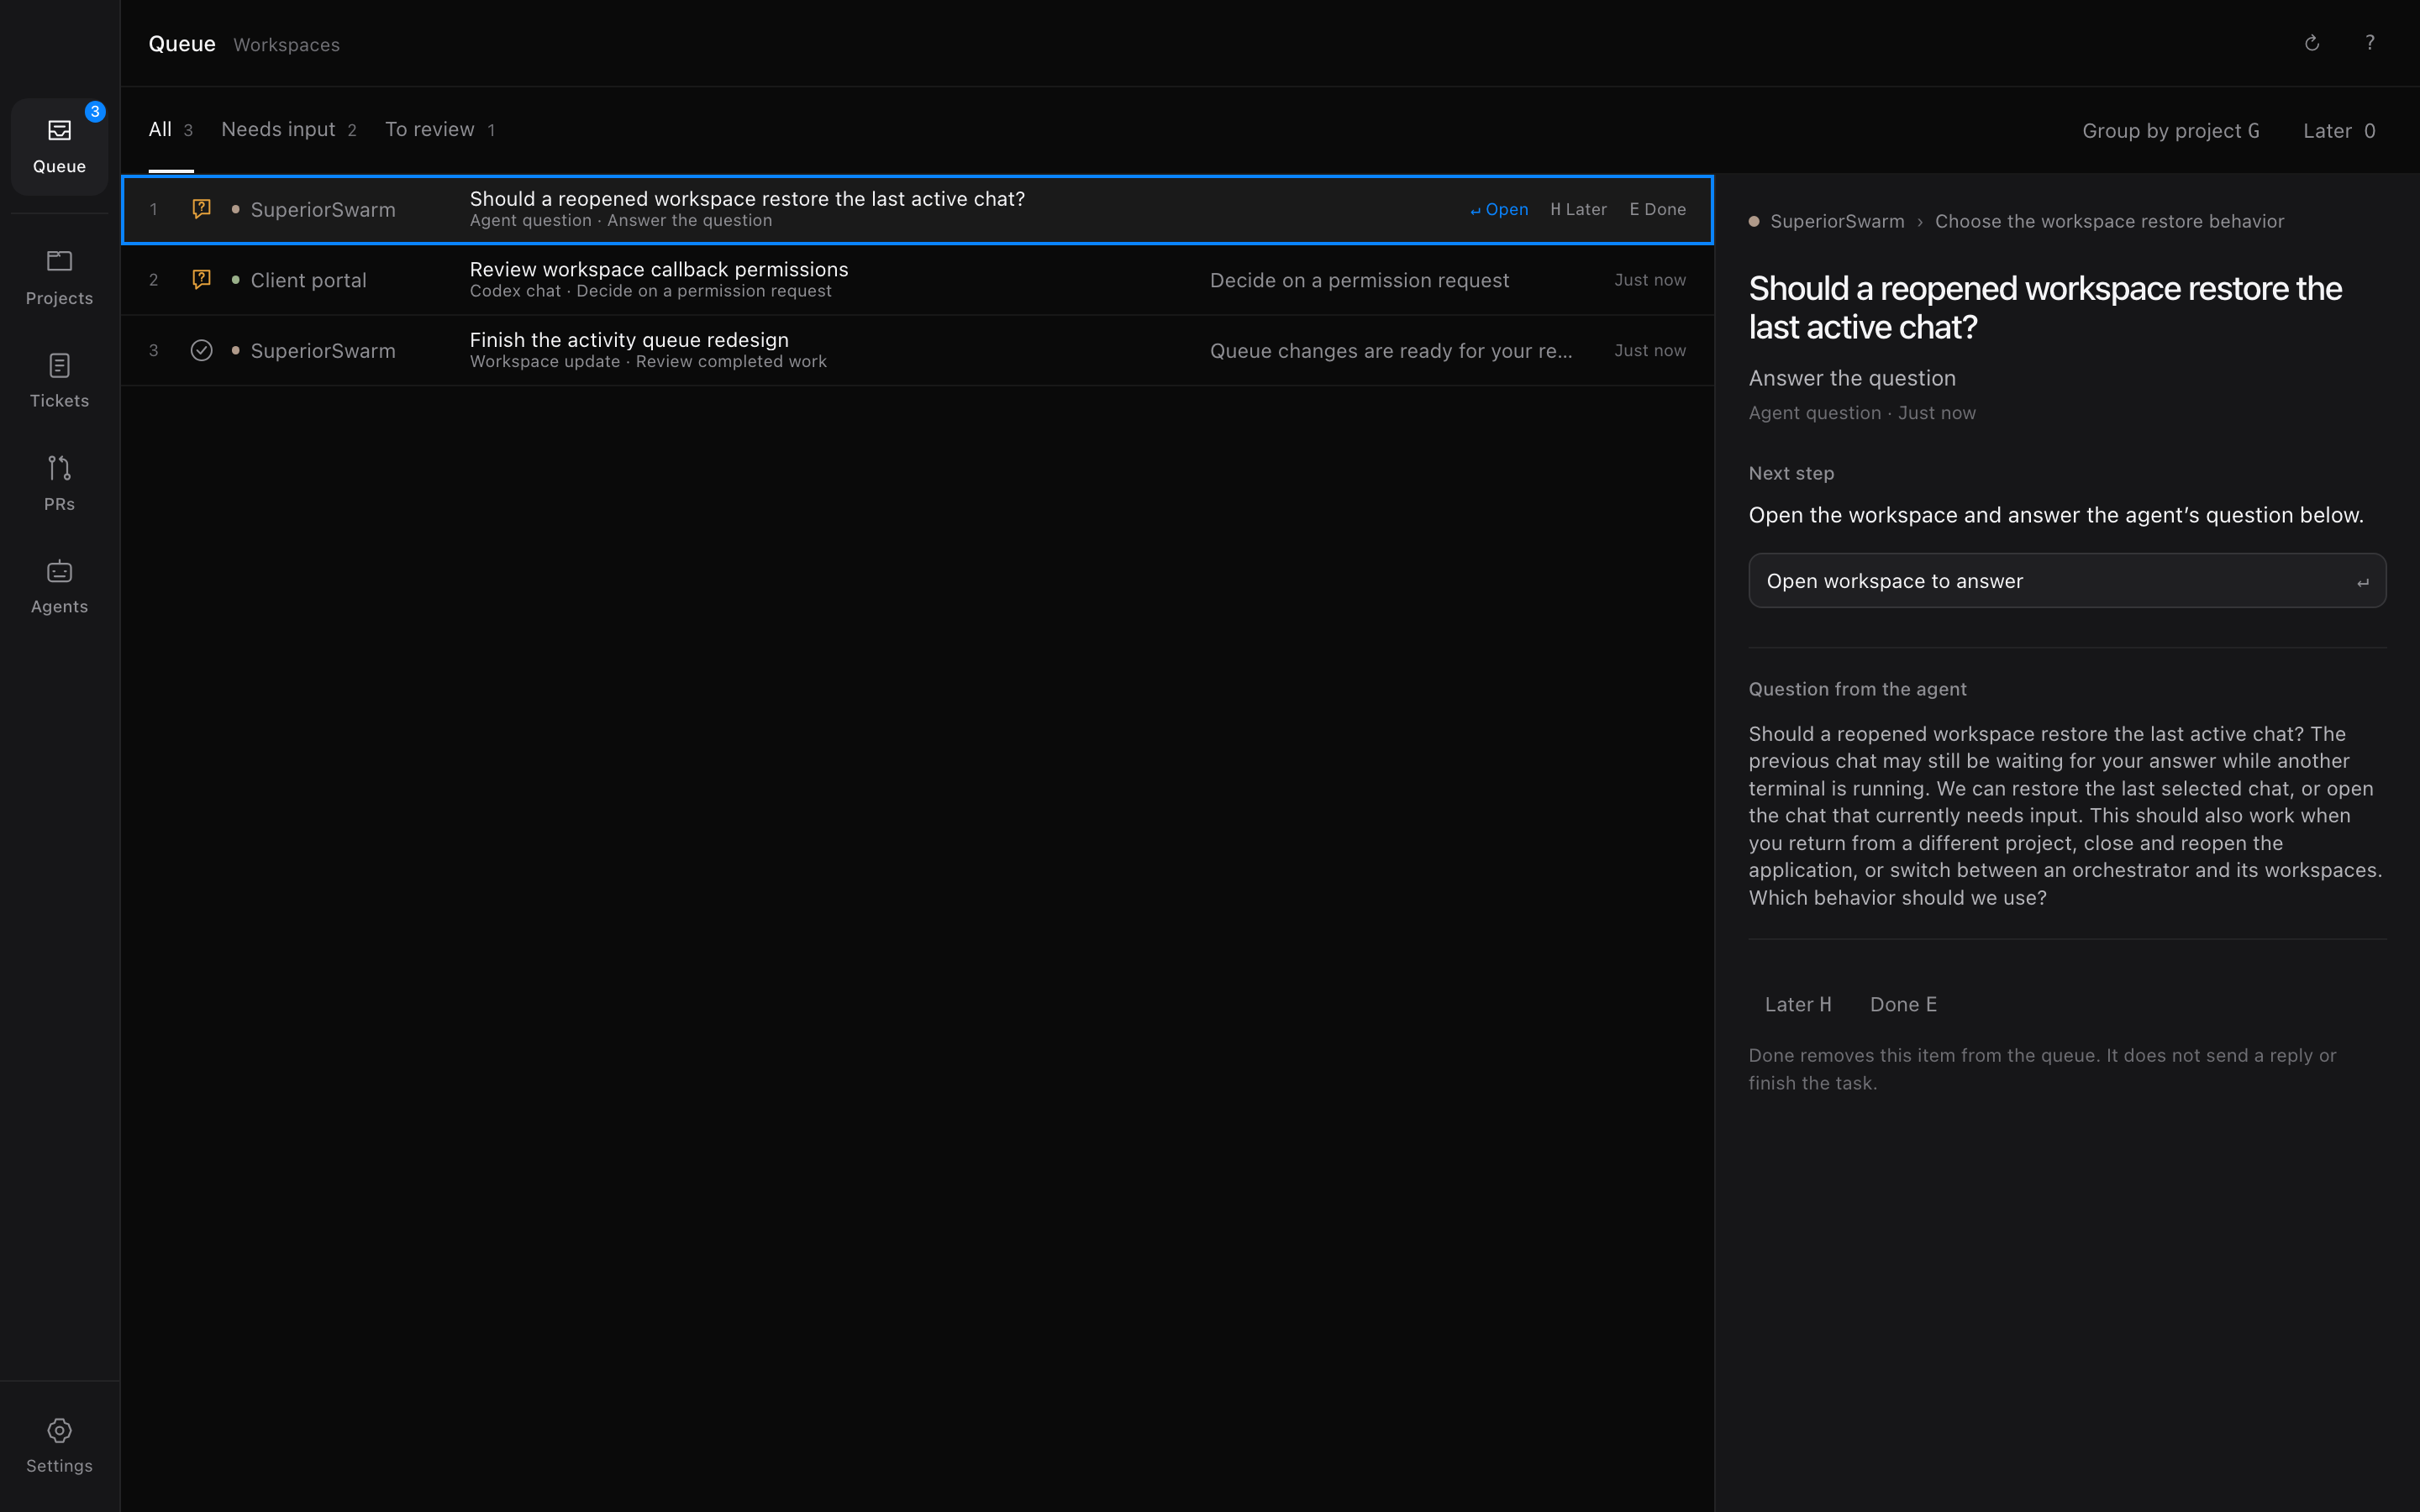 Queue Workspaces
?
3
Queue
Projects
Tickets
PRs
Agents
Settings
All 3 Needs input 2 To review 1
Group by project G Later 0
1 SuperiorSwarm Should a reopened workspace restore the last active chat? ↵ Open H Later E Done
Agent question · Answer the question
2 Client portal Review workspace callback permissions Decide on a permission request Just now
Codex chat · Decide on a permission request
3 SuperiorSwarm Finish the activity queue redesign Queue changes are ready for your re… Just now
Workspace update · Review completed work
SuperiorSwarm › Choose the workspace restore behavior
Should a reopened workspace restore the
last active chat?
Answer the question
Agent question · Just now
Next step
Open the workspace and answer the agent’s question below.
Open workspace to answer ↵
Question from the agent
Should a reopened workspace restore the last active chat? The
previous chat may still be waiting for your answer while another
terminal is running. We can restore the last selected chat, or open
the chat that currently needs input. This should also work when
you return from a different project, close and reopen the
application, or switch between an orchestrator and its workspaces.
Which behavior should we use?
Later H Done E
Done removes this item from the queue. It does not send a reply or
finish the task.